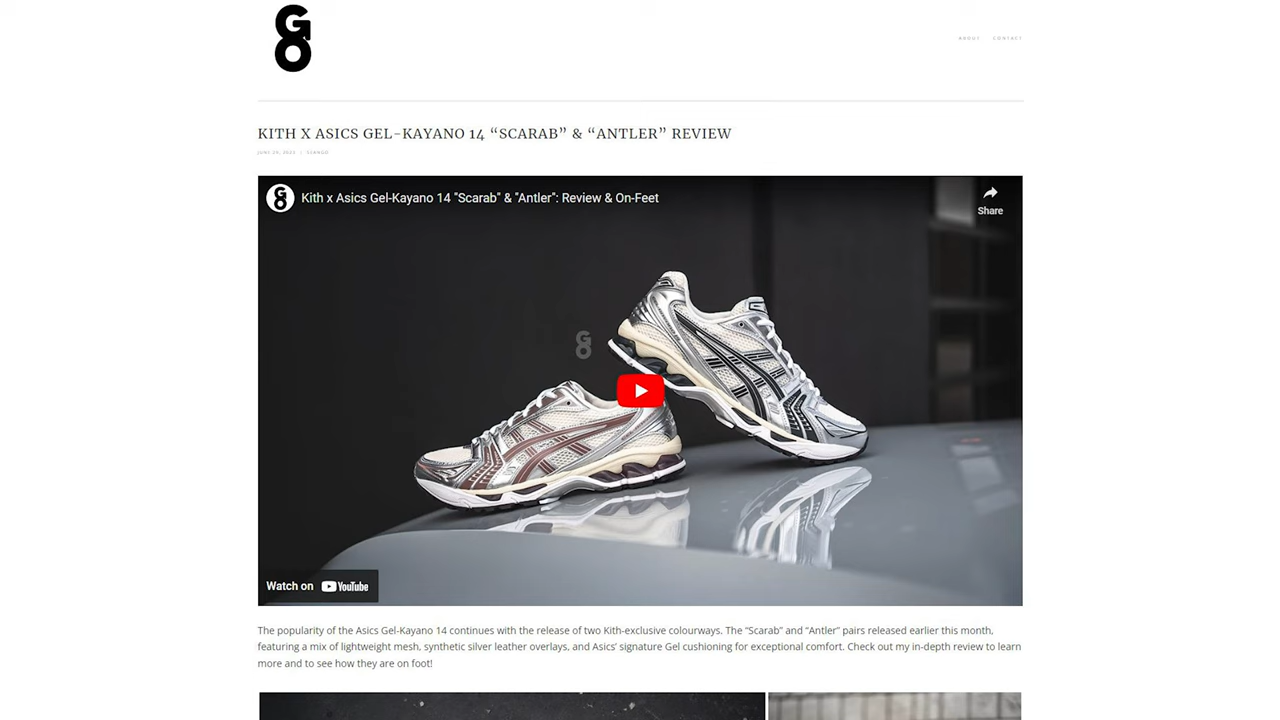 GO
ABOUT CONTACT
KITH X ASICS GEL-KAYANO 14 “SCARAB” & “ANTLER” REVIEW
GO
Kith x Asics Gel-Kayano 14 "Scarab" & "Antler": Review & On-Feet
Share
GO
Watch on YouTube
The popularity of the Asics Gel-Kayano 14 continues with the release of two Kith-exclusive colourways. The “Scarab” and “Antler” pairs released earlier this month,
featuring a mix of lightweight mesh, synthetic silver leather overlays, and Asics’ signature Gel cushioning for exceptional comfort. Check out my in-depth review to learn
more and to see how they are on foot!